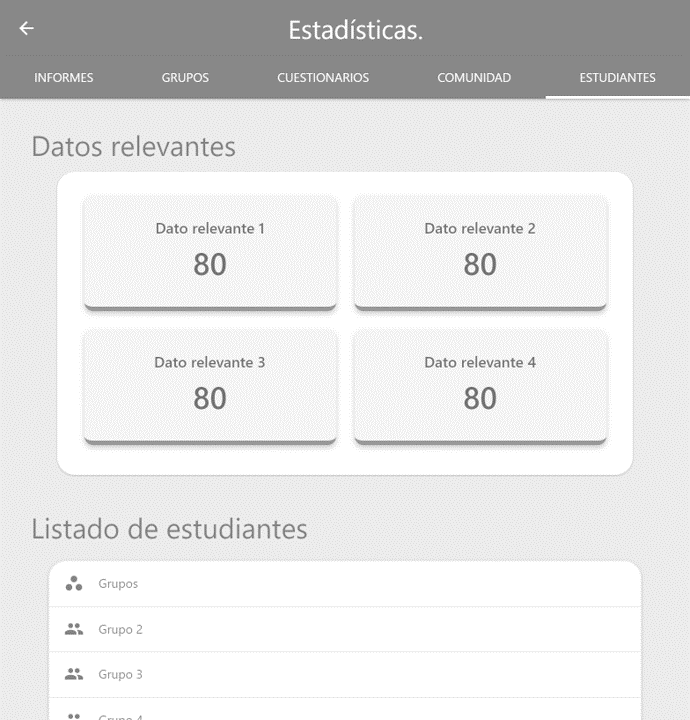 Estadísticas.
INFORMES GRUPOS CUESTIONARIOS COMUNIDAD ESTUDIANTES
Datos relevantes
Dato relevante 1 Dato relevante 2
80 80
Dato relevante 3 Dato relevante 4
80 80
Listado de estudiantes
Grupos
Grupo 2
Grupo 3
Grupo 4